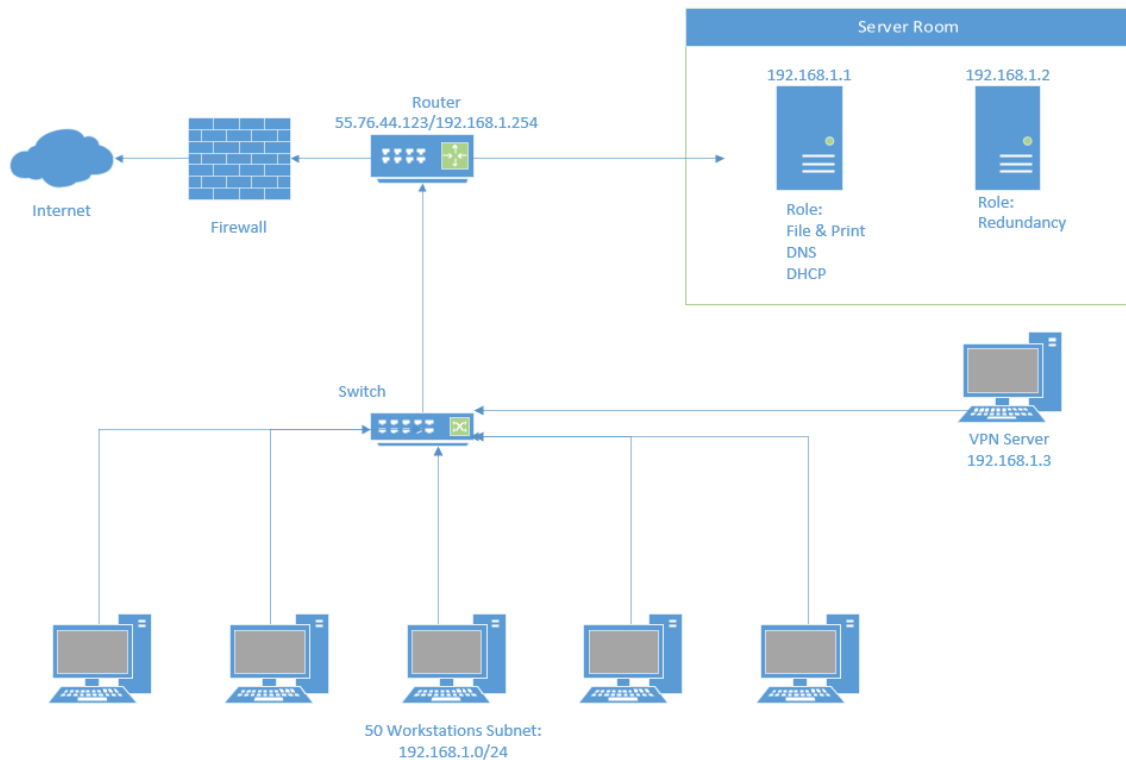 Server Room
192.168.1.1
192.168.1.2
Router
55.76.44.123/192.168.1.254
Internet
Firewall
Role:
File & Print
DNS
DHCP
Role:
Redundancy
Switch
VPN Server
192.168.1.3
50 Workstations Subnet:
192.168.1.0/24